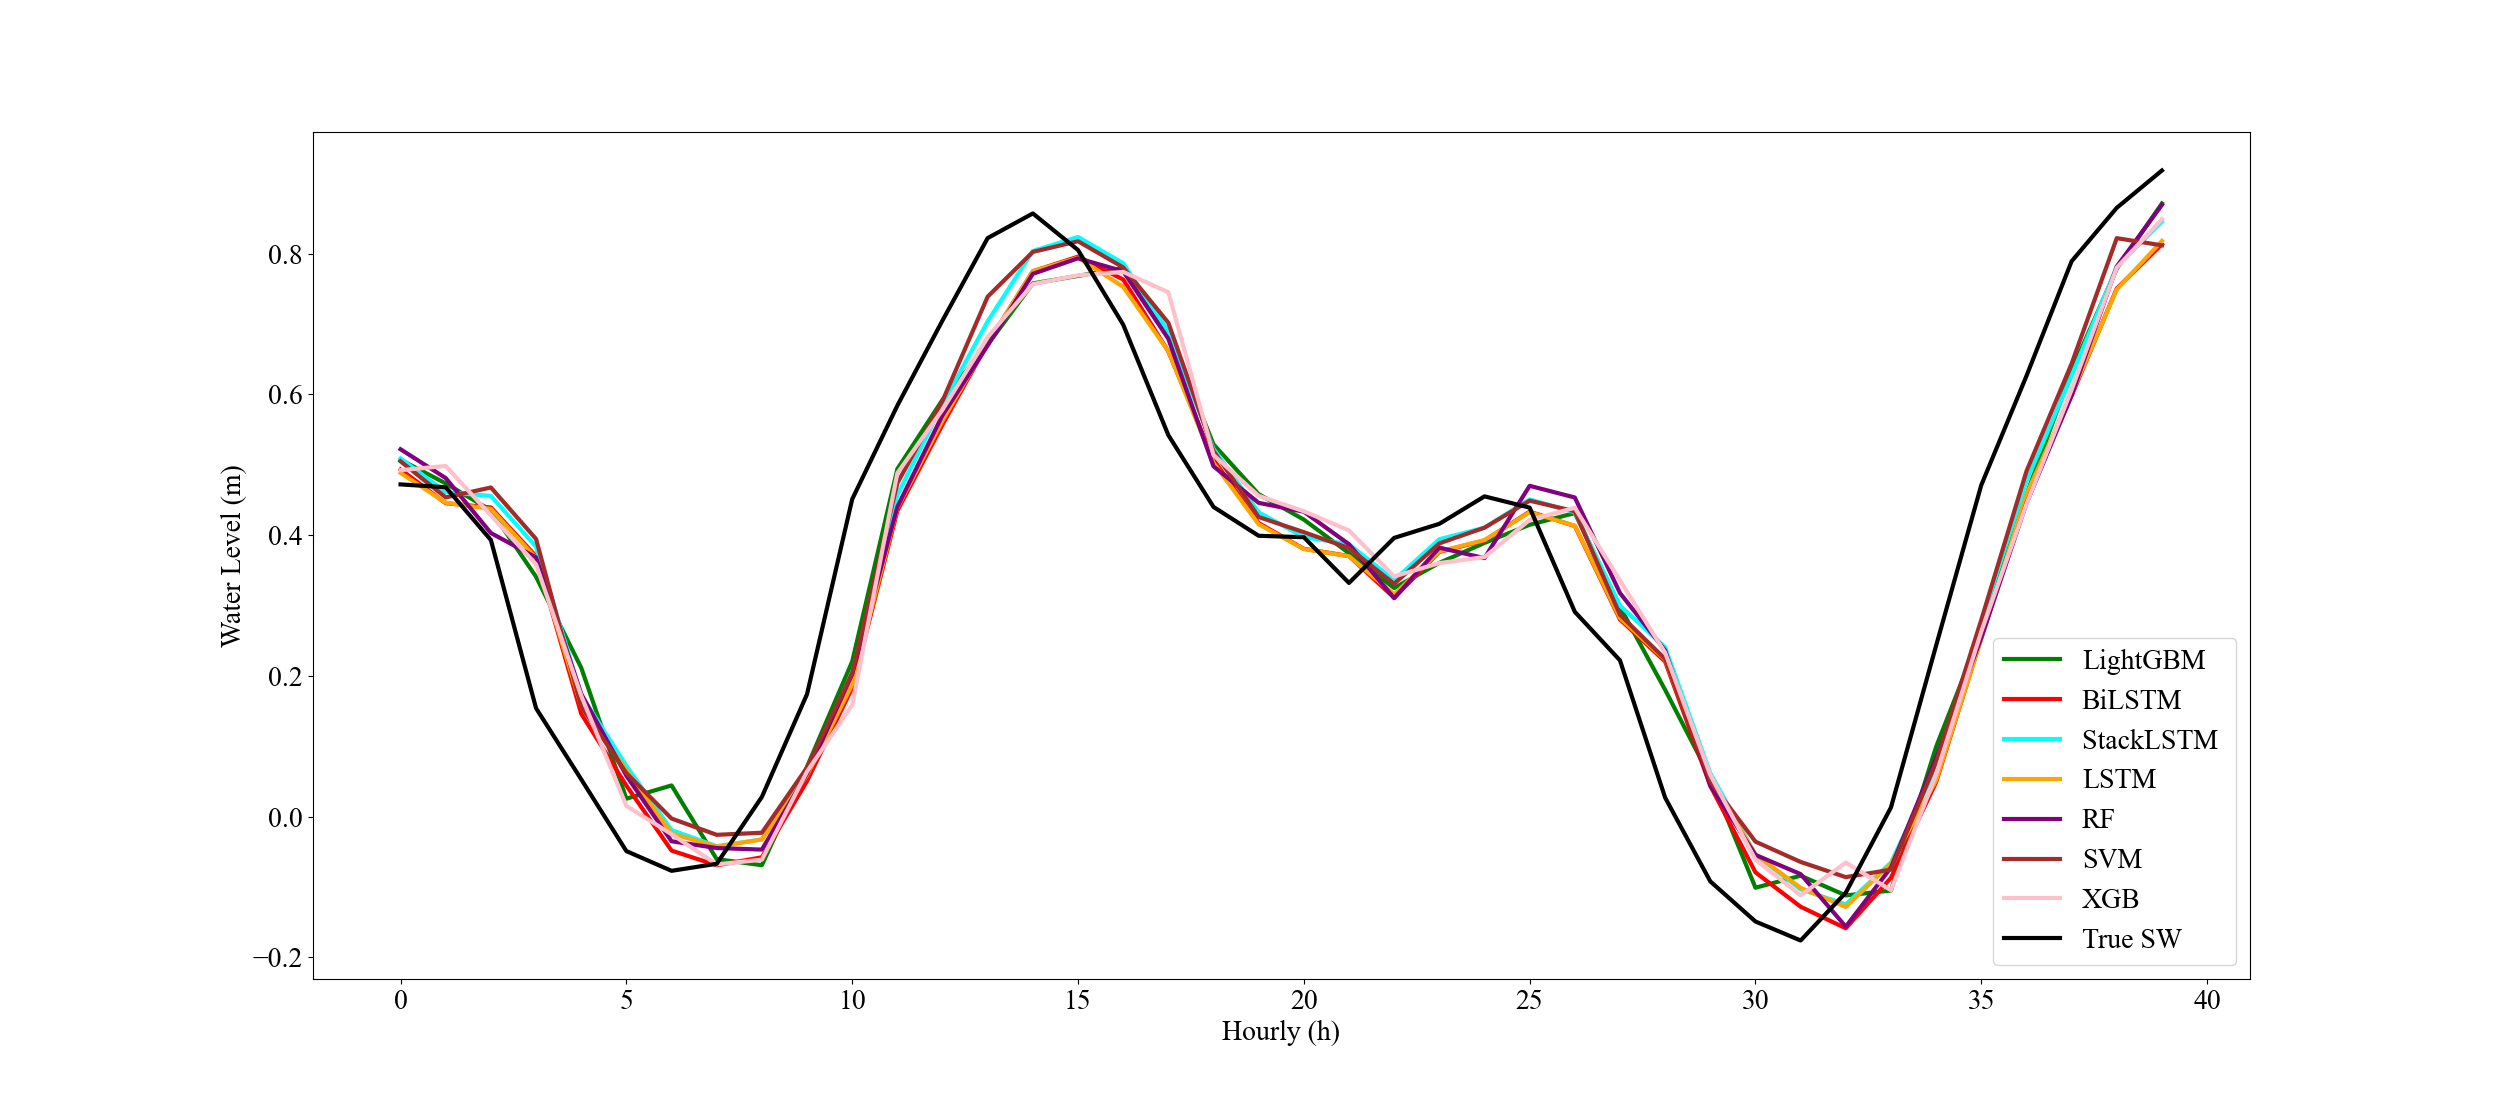 Water Level (m)
0.8
0.6
0.4
0.2
0.0
−0.2
0 5 10 15 20 25 30 35 40
Hourly (h)
LightGBM
BiLSTM
StackLSTM
LSTM
RF
SVM
XGB
True SW